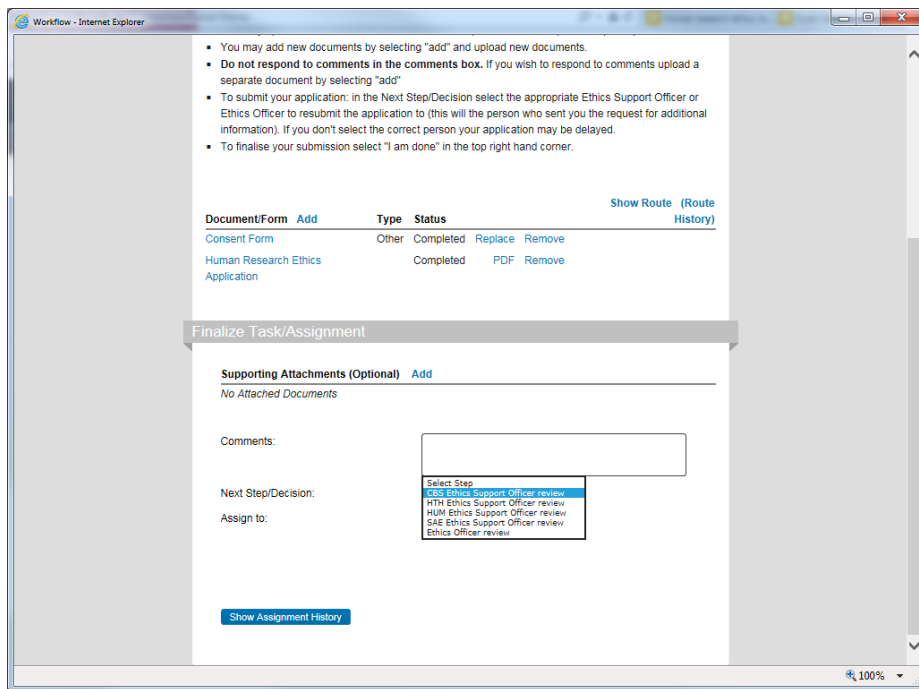 Workflow - Internet Explorer
You may add new documents by selecting "add" and upload new documents.
Do not respond to comments in the comments box. If you wish to respond to comments upload a
separate document by selecting "add"
To submit your application: in the Next Step/Decision select the appropriate Ethics Support Officer or
Ethics Officer to resubmit the application to (this will the person who sent you the request for additional
information). If you don't select the correct person your application may be delayed.
To finalise your submission select "I am done" in the top right hand corner.
Show Route (Route
History)
Document/Form Add Type Status
Consent Form Other Completed Replace Remove
Human Research Ethics
Application
Completed PDF Remove
Finalize Task/Assignment
Supporting Attachments (Optional) Add
No Attached Documents
Comments:
Next Step/Decision:
Select Step
CBS Ethics Support Officer review
HTH Ethics Support Officer review
HUM Ethics Support Officer review
SAE Ethics Support Officer review
Ethics Officer review
Assign to:
Show Assignment History
100%